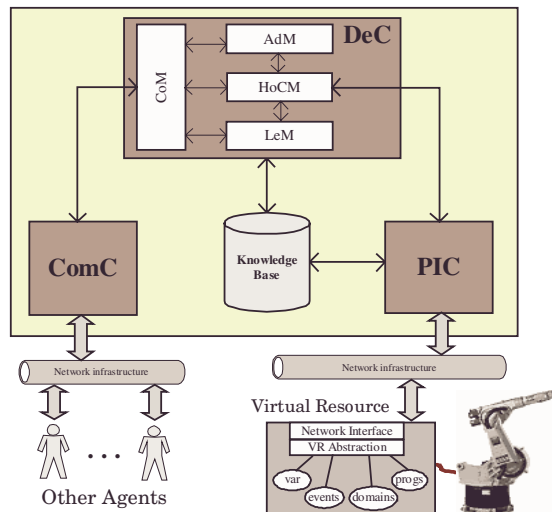 DeC
CoM
AdM
HoCM
LeM
ComC
Knowledge
Base
PIC
Network infrastructure
Network infrastructure
Virtual Resource
Network Interface
VR Abstraction
var
events
domains
progs
. . .
Other Agents